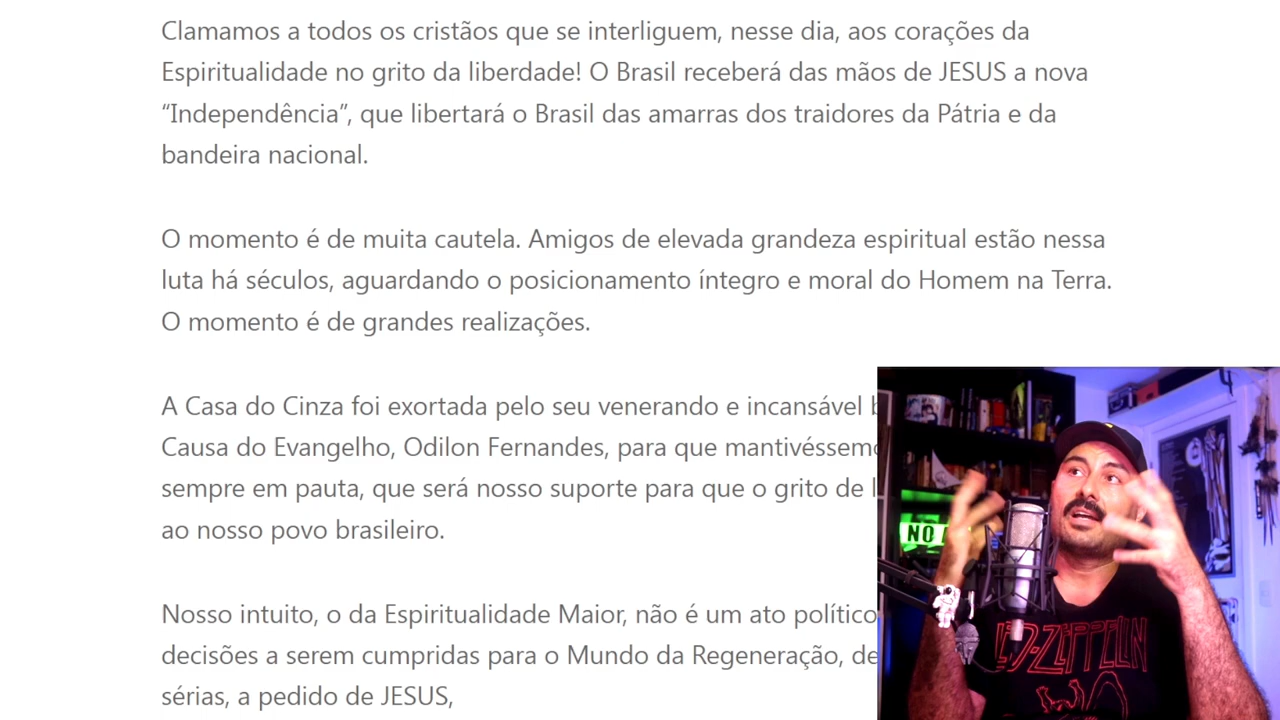 Clamamos a todos os cristãos que se interliguem, nesse dia, aos corações da
Espiritualidade no grito da liberdade! O Brasil receberá das mãos de JESUS a nova
“Independência”, que libertará o Brasil das amarras dos traidores da Pátria e da
bandeira nacional.
O momento é de muita cautela. Amigos de elevada grandeza espiritual estão nessa
luta há séculos, aguardando o posicionamento íntegro e moral do Homem na Terra.
O momento é de grandes realizações.
A Casa do Cinza foi exortada pelo seu venerando e incansável
Causa do Evangelho, Odilon Fernandes, para que
sempre em pauta, que será nosso suporte para que o grito de
ao nosso povo brasileiro.
Nosso intuito, o da Espiritualidade Maior, não é um ato político
decisões a serem cumpridas para o Mundo da Regeneração,
sérias, a pedido de JESUS,
NO
LED-ZEPPELIN